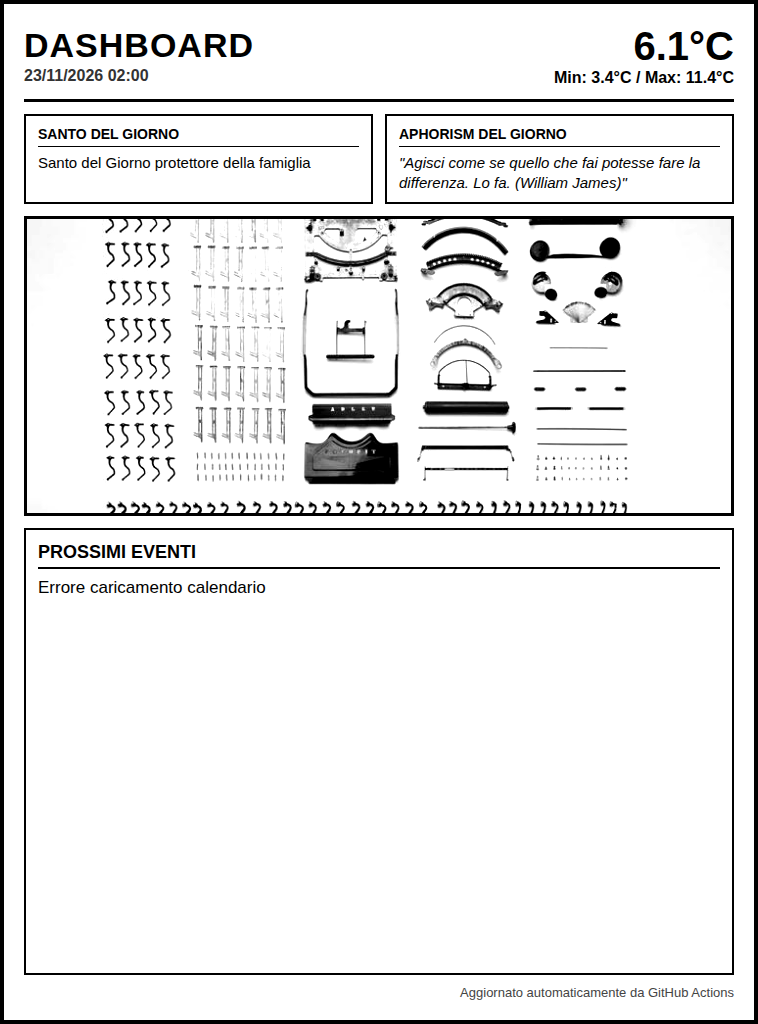 DASHBOARD
23/11/2026 02:00
6.1°C
Min: 3.4°C / Max: 11.4°C
SANTO DEL GIORNO
Santo del Giorno protettore della famiglia
APHORISM DEL GIORNO
"Agisci come se quello che fai potesse fare la
differenza. Lo fa. (William James)"
ADLER
PROSSIMI EVENTI
Errore caricamento calendario
Aggiornato automaticamente da GitHub Actions